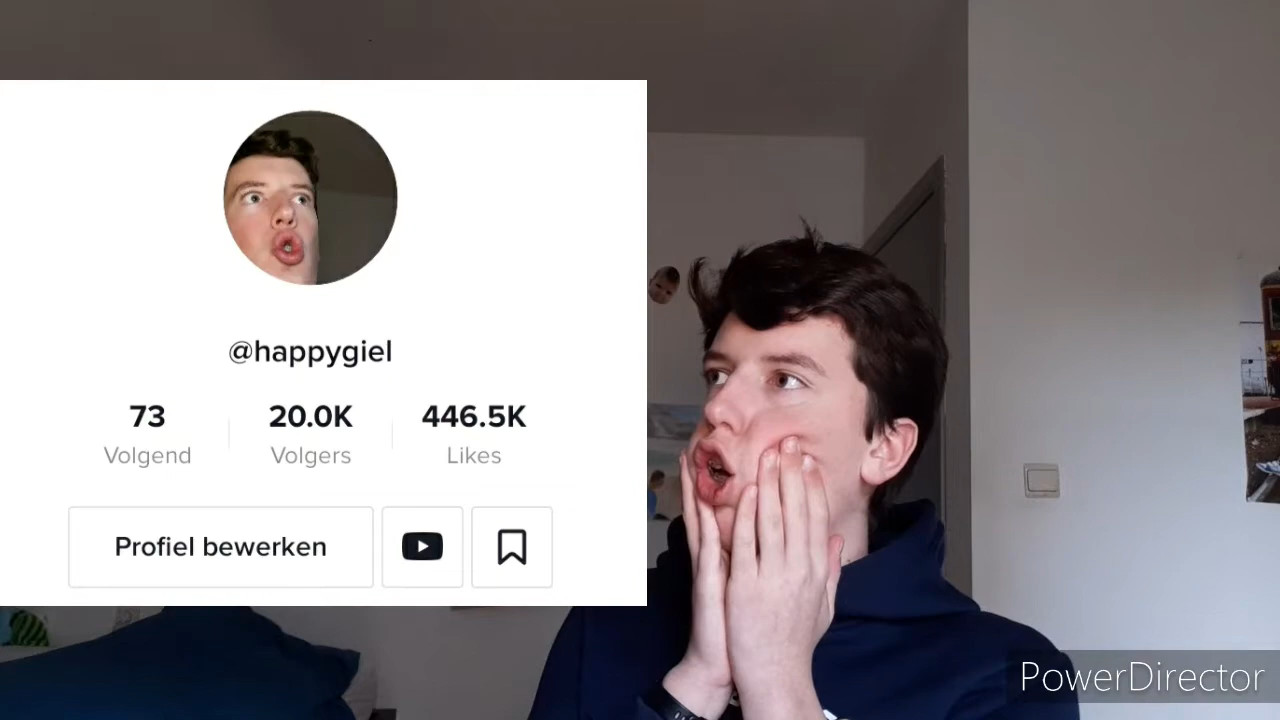 @happygiel
73 20.0K 446.5K
Volgend Volgers Likes
Profiel bewerken
PowerDirector